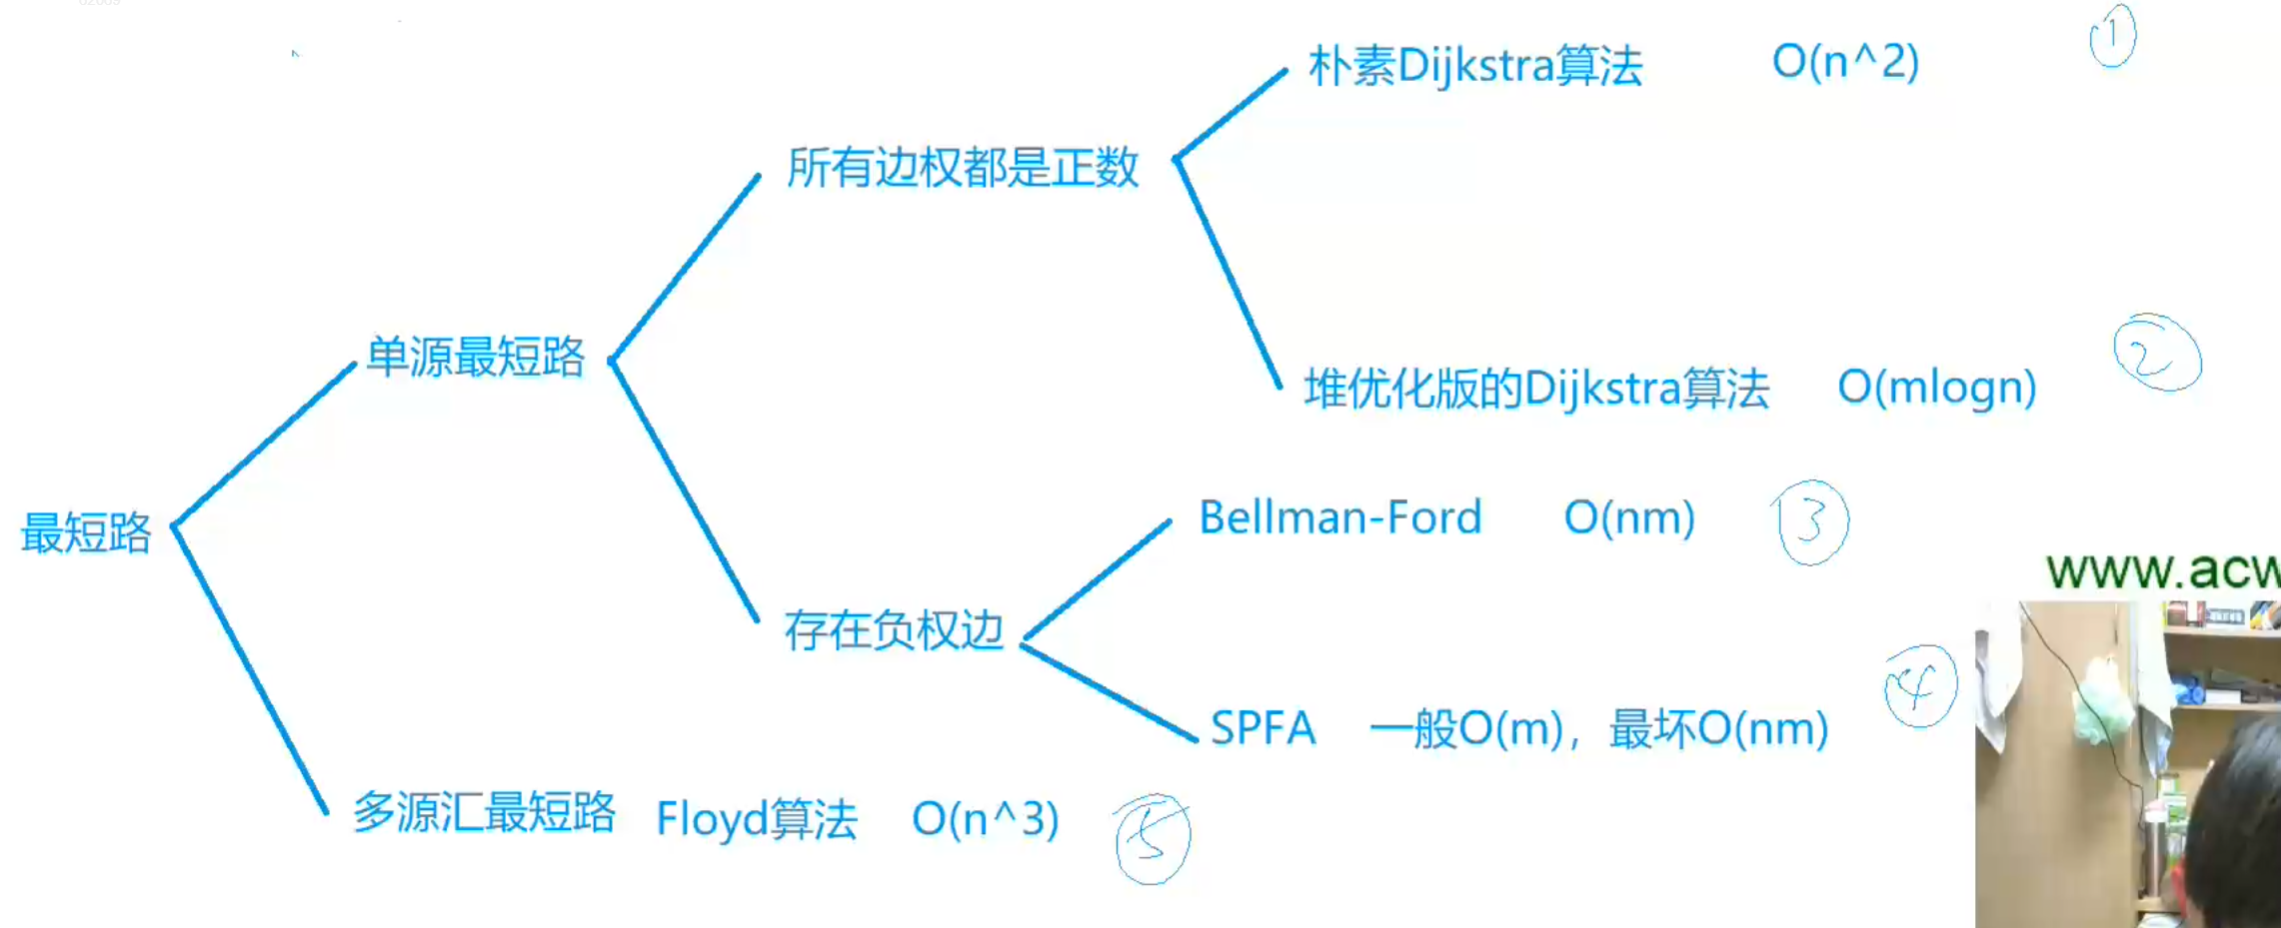 朴素Dijkstra算法 O(n^2) ①
所有边权都是正数
单源最短路
堆优化版的Dijkstra算法 O(mlogn) ②
最短路
Bellman-Ford O(nm) ③
www.acw
存在负权边
SPFA 一般O(m)，最坏O(nm) ④
多源汇最短路 Floyd算法 O(n^3) ⑤